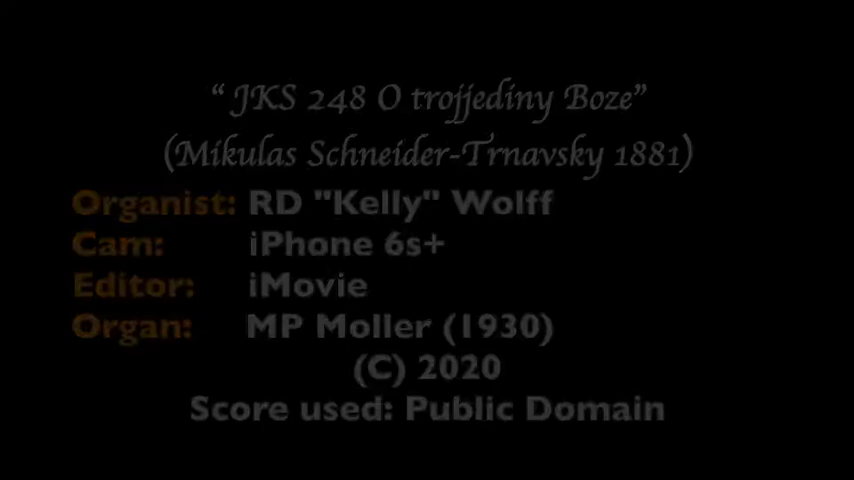 “ JKS 248 O trojjediny Boze”
(Mikulas Schneider-Trnavsky 1881)
Organist: RD "Kelly" Wolff
Cam: iPhone 6s+
Editor: iMovie
Organ: MP Moller (1930)
(C) 2020
Score used: Public Domain